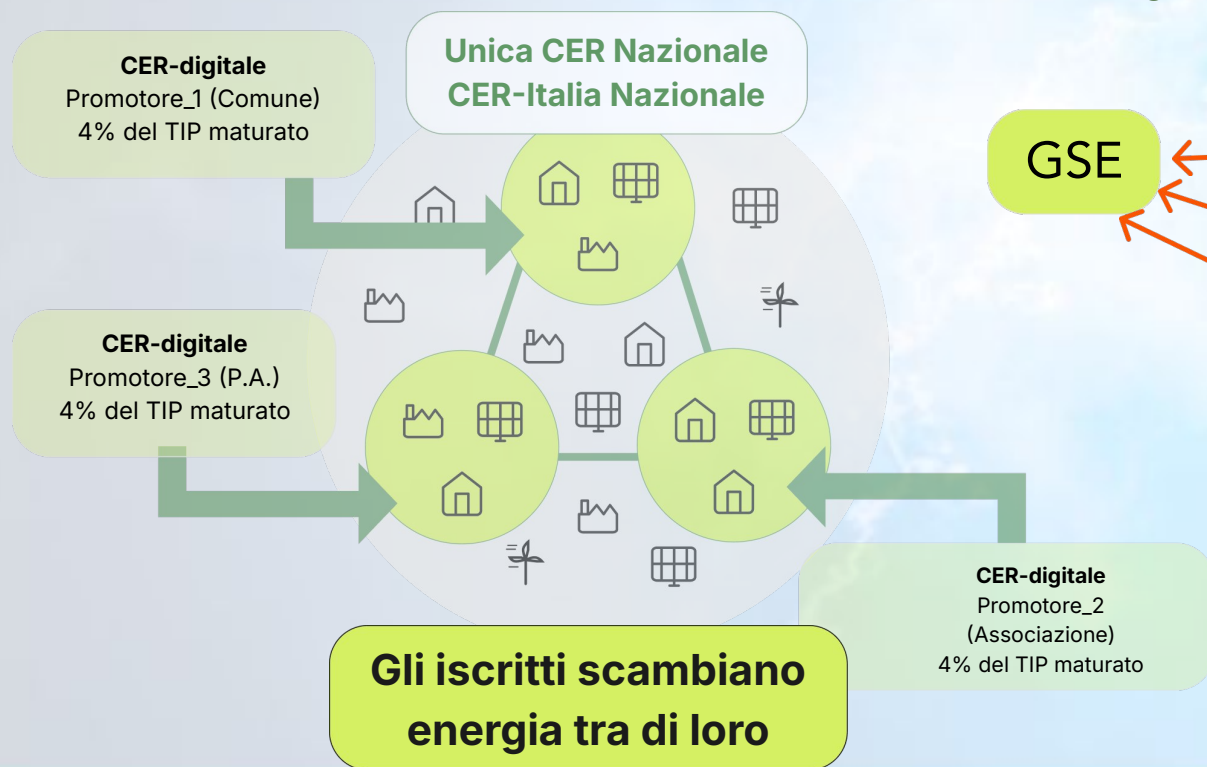 Unica CER Nazionale
CER-Italia Nazionale
CER-digitale
Promotore_1 (Comune)
4% del TIP maturato
GSE
CER-digitale
Promotore_3 (P.A.)
4% del TIP maturato
CER-digitale
Promotore_2
(Associazione)
4% del TIP maturato
Gli iscritti scambiano
energia tra di loro